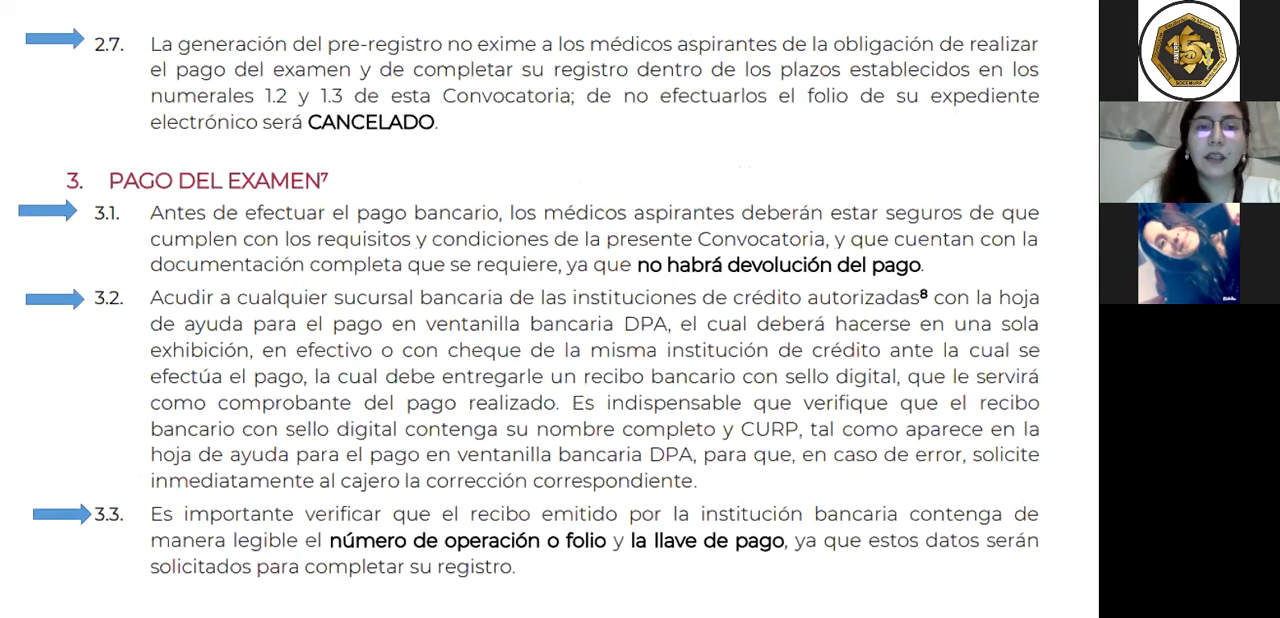 2.7. La generación del pre-registro no exime a los médicos aspirantes de la obligación de realizar
el pago del examen y de completar su registro dentro de los plazos establecidos en los
numerales 1.2 y 1.3 de esta Convocatoria; de no efectuarlos el folio de su expediente
electrónico será CANCELADO.
3. PAGO DEL EXAMEN⁷
3.1. Antes de efectuar el pago bancario, los médicos aspirantes deberán estar seguros de que
cumplen con los requisitos y condiciones de la presente Convocatoria, y que cuentan con la
documentación completa que se requiere, ya que no habrá devolución del pago.
3.2. Acudir a cualquier sucursal bancaria de las instituciones de crédito autorizadas⁸ con la hoja
de ayuda para el pago en ventanilla bancaria DPA, el cual deberá hacerse en una sola
exhibición, en efectivo o con cheque de la misma institución de crédito ante la cual se
efectúa el pago, la cual debe entregarle un recibo bancario con sello digital, que le servirá
como comprobante del pago realizado. Es indispensable que verifique que el recibo
bancario con sello digital contenga su nombre completo y CURP, tal como aparece en la
hoja de ayuda para el pago en ventanilla bancaria DPA, para que, en caso de error, solicite
inmediatamente al cajero la corrección correspondiente.
3.3. Es importante verificar que el recibo emitido por la institución bancaria contenga de
manera legible el número de operación o folio y la llave de pago, ya que estos datos serán
solicitados para completar su registro.